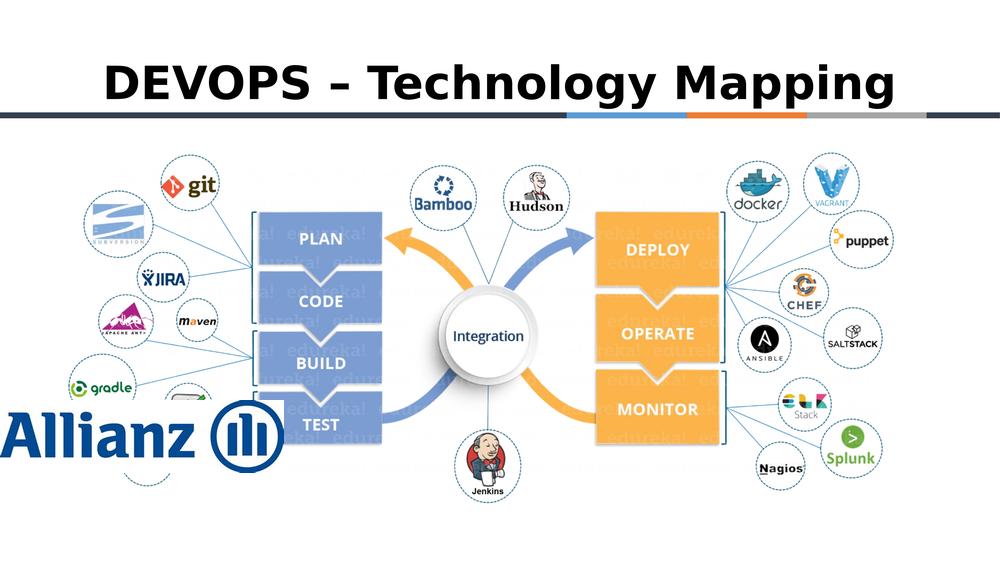 DEVOPS – Technology Mapping
git
SUBVERSION
JIRA
APACHE ANT
maven
gradle
Allianz
PLAN
CODE
BUILD
TEST
edureka!
Bamboo
Hudson
Integration
Jenkins
DEPLOY
OPERATE
MONITOR
docker
VAGRANT
puppet
CHEF
SALTSTACK
ANSIBLE
ELK
Stack
Splunk
Nagios